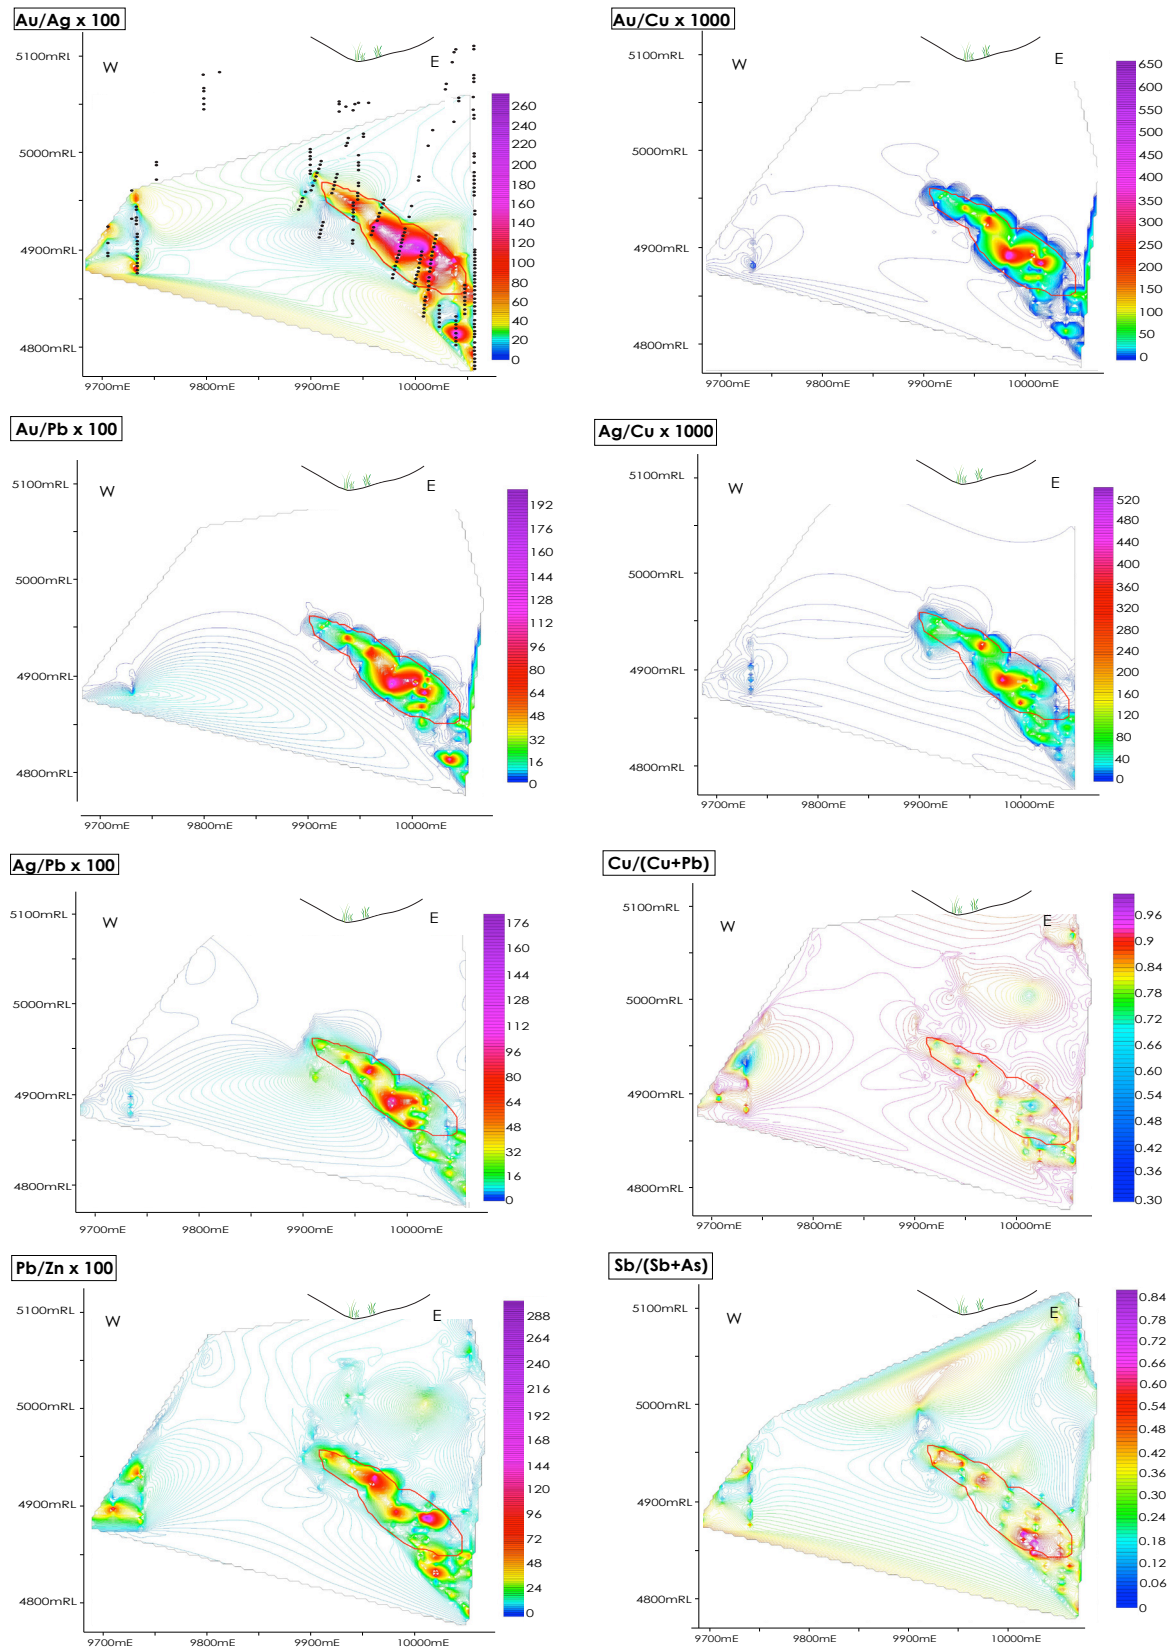 Au/Ag x 100
5100mRL
W
E
5000mRL
4900mRL
4800mRL
260
240
220
200
180
160
140
120
100
80
60
40
20
0
9700mE 9800mE 9900mE 10000mE
Au/Cu x 1000
5100mRL
W
E
5000mRL
4900mRL
4800mRL
650
600
550
500
450
400
350
300
250
200
150
100
50
0
9700mE 9800mE 9900mE 10000mE
Au/Pb x 100
5100mRL
W
E
5000mRL
4900mRL
4800mRL
192
176
160
144
128
112
96
80
64
48
32
16
0
9700mE 9800mE 9900mE 10000mE
Ag/Cu x 1000
5100mRL
W
E
5000mRL
4900mRL
4800mRL
520
480
440
400
360
320
280
240
200
160
120
80
40
0
9700mE 9800mE 9900mE 10000mE
Ag/Pb x 100
5100mRL
W
E
5000mRL
4900mRL
4800mRL
176
160
144
128
112
96
80
64
48
32
16
0
9700mE 9800mE 9900mE 10000mE
Cu/(Cu+Pb)
5100mRL
W
E
5000mRL
4900mRL
4800mRL
0.96
0.9
0.84
0.78
0.72
0.66
0.60
0.54
0.48
0.42
0.36
0.30
9700mE 9800mE 9900mE 10000mE
Pb/Zn x 100
5100mRL
W
E
5000mRL
4900mRL
4800mRL
288
264
240
216
192
168
144
120
96
72
48
24
0
9700mE 9800mE 9900mE 10000mE
Sb/(Sb+As)
5100mRL
W
E
5000mRL
4900mRL
4800mRL
0.84
0.78
0.72
0.66
0.60
0.54
0.48
0.42
0.36
0.30
0.24
0.18
0.12
0.06
0
9700mE 9800mE 9900mE 10000mE